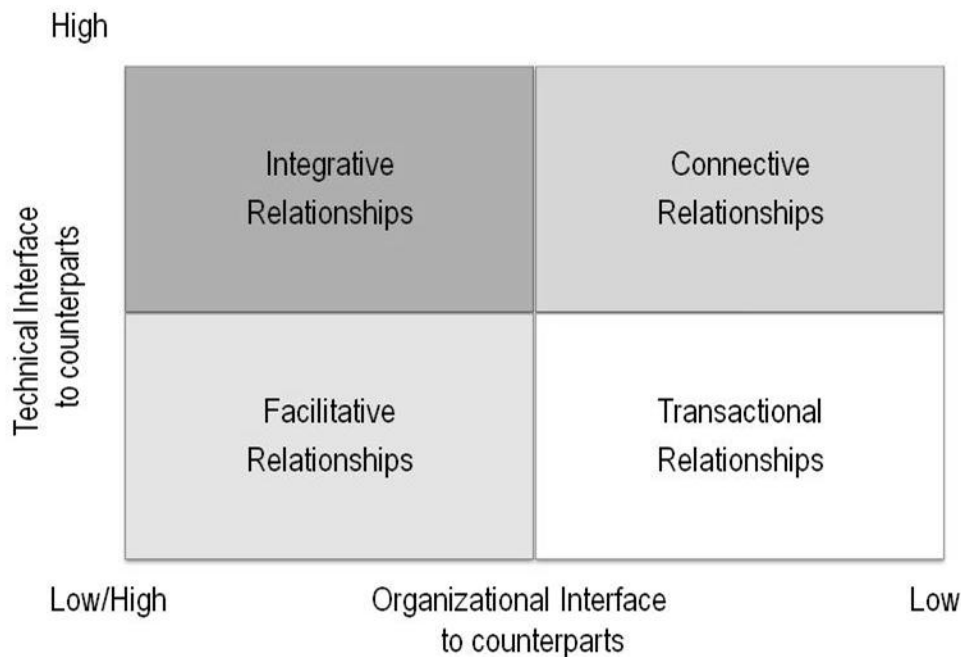 High
Integrative
Relationships
Connective
Relationships
Technical Interface
to counterparts
Facilitative
Relationships
Transactional
Relationships
Low/High
Organizational Interface
to counterparts
Low